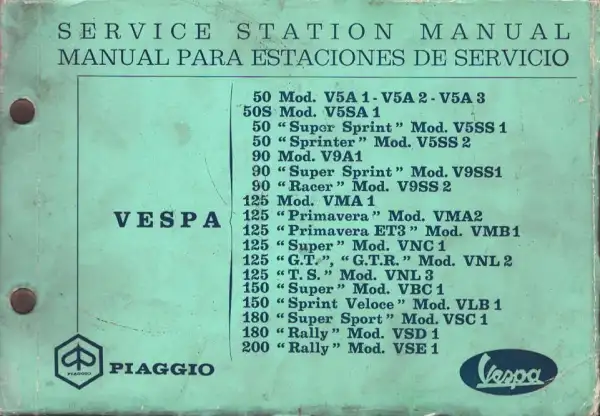 SERVICE STATION MANUAL
MANUAL PARA ESTACIONES DE SERVICIO
VESPA
50 Mod. V5A 1 - V5A 2 - V5A 3
50S Mod. V5SA 1
50 “Super Sprint” Mod. V5SS 1
50 “Sprinter” Mod. V5SS 2
90 Mod. V9A1
90 “Super Sprint” Mod. V9SS1
90 “Racer” Mod. V9SS 2
125 Mod. VMA 1
125 “Primavera” Mod. VMA2
125 “Primavera ET3” Mod. VMB1
125 “Super” Mod. VNC 1
125 “G.T.”, “G.T.R.” Mod. VNL 2
125 “T. S.” Mod. VNL 3
150 “Super” Mod. VBC 1
150 “Sprint Veloce” Mod. VLB 1
180 “Super Sport” Mod. VSC 1
180 “Rally” Mod. VSD 1
200 “Rally” Mod. VSE 1
PIAGGIO
PIAGGIO
Vespa